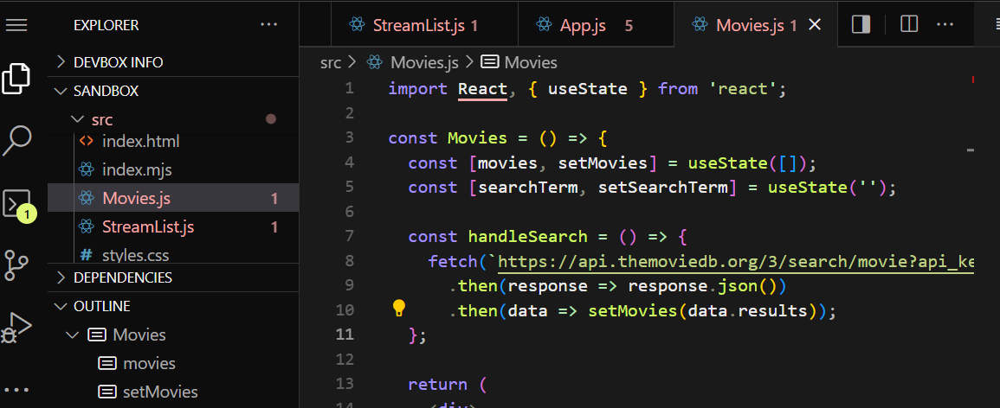 EXPLORER
DEVBOX INFO
SANDBOX
src
index.html
index.mjs
Movies.js 1
StreamList.js 1
# styles.css
DEPENDENCIES
OUTLINE
Movies
movies
setMovies
1
StreamList.js 1
App.js 5
Movies.js 1
src > Movies.js > Movies
1 import React, { useState } from 'react';
2
3 const Movies = () => {
4 const [movies, setMovies] = useState([]);
5 const [searchTerm, setSearchTerm] = useState('');
6
7 const handleSearch = () => {
8 fetch(`https://api.themoviedb.org/3/search/movie?api_ke
9 .then(response => response.json())
10 .then(data => setMovies(data.results));
11 };
12
13 return (
14 <div>